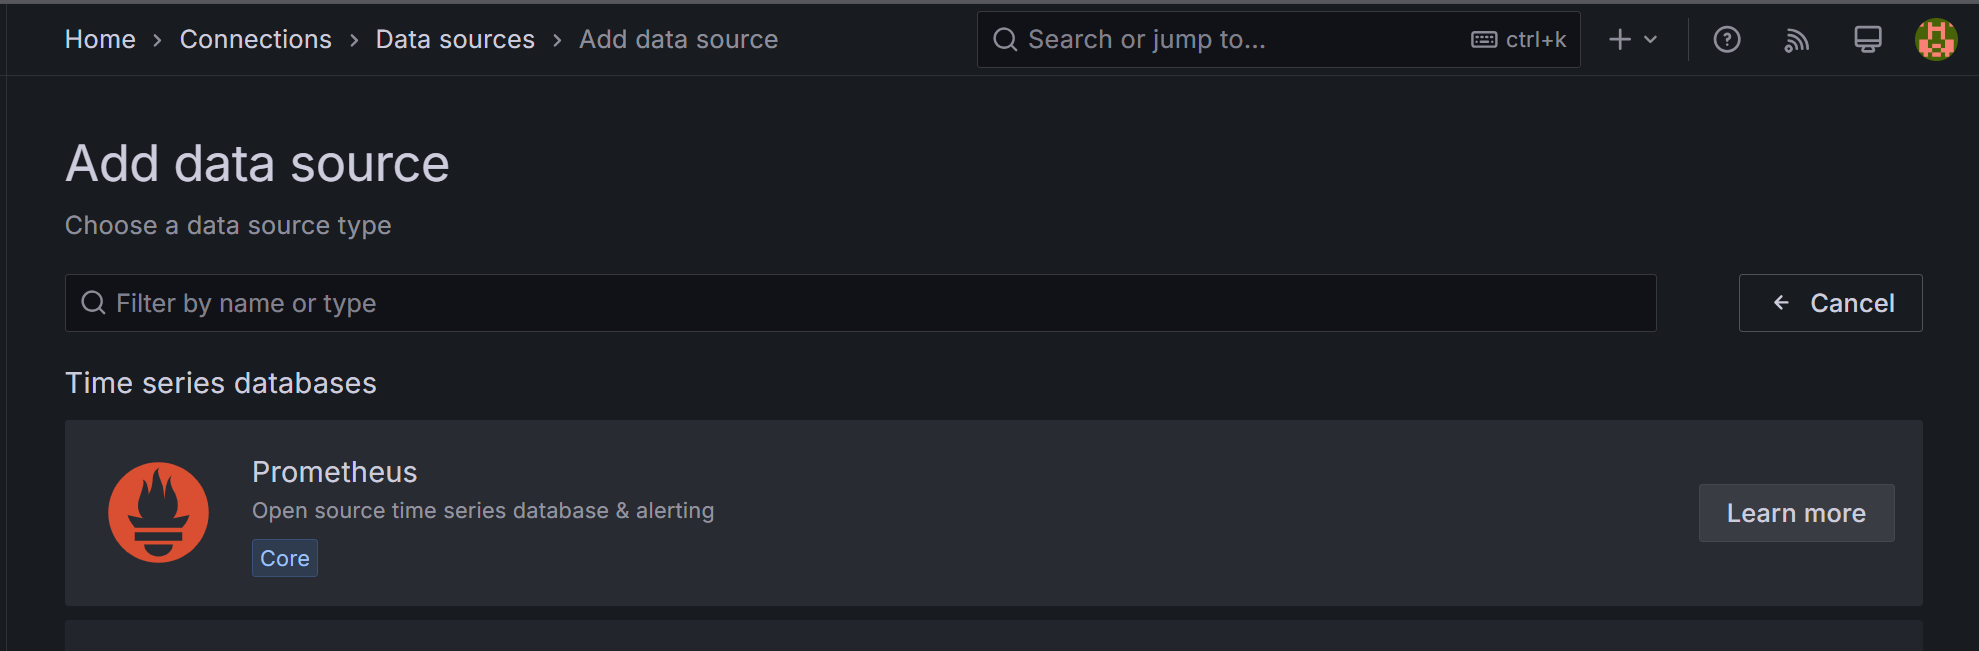 Home > Connections > Data sources > Add data source
Search or jump to... ctrl+k
Add data source
Choose a data source type
Filter by name or type
Cancel
Time series databases
Prometheus
Open source time series database & alerting
Core
Learn more